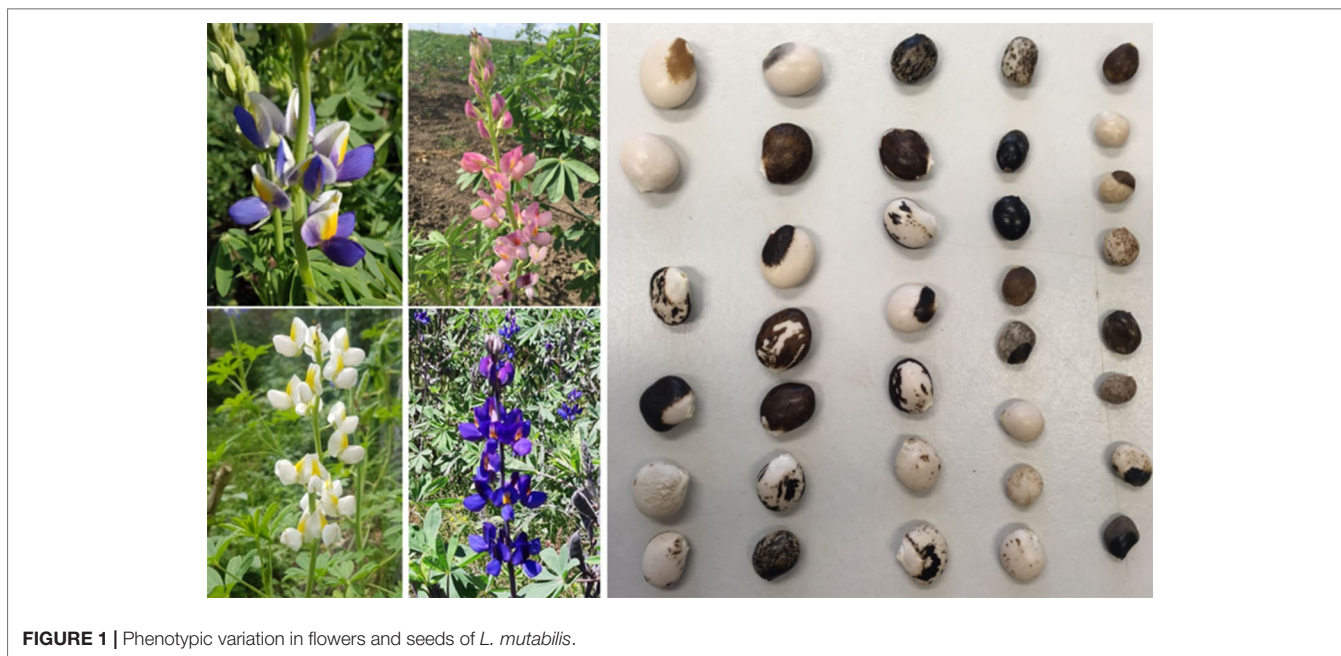 FIGURE 1 | Phenotypic variation in flowers and seeds of L. mutabilis.